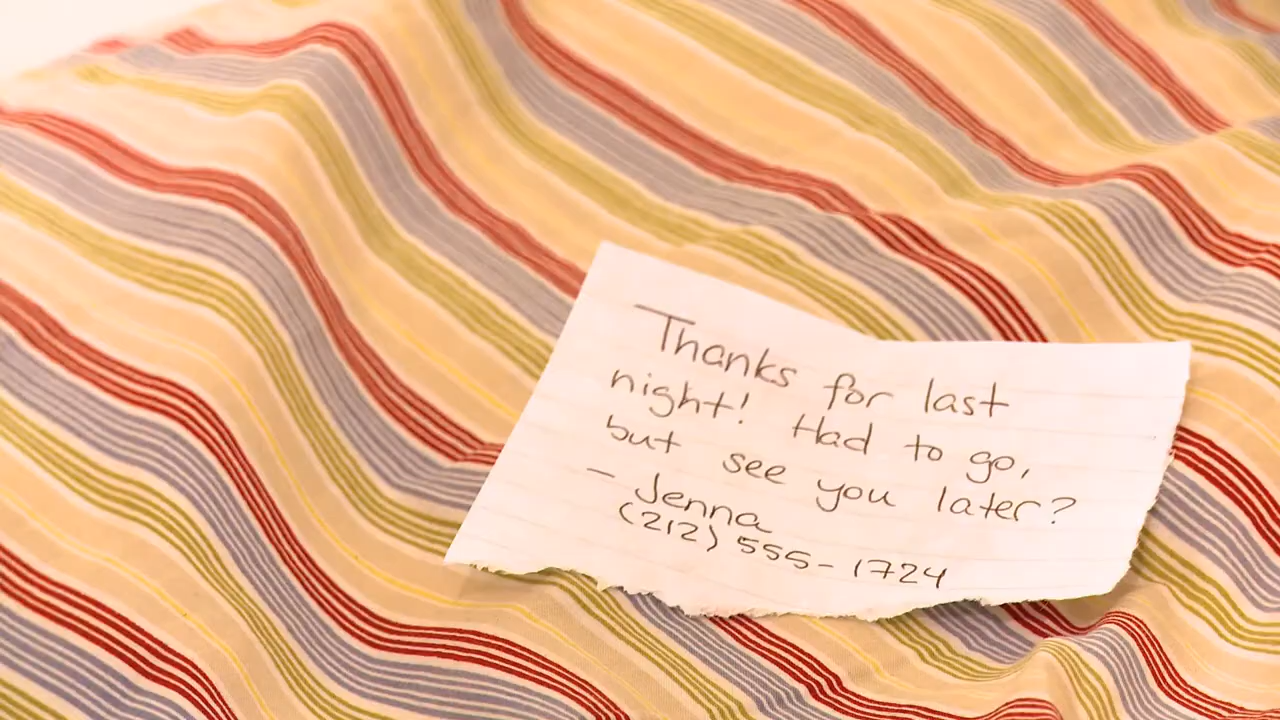 Thanks for last
night! Had to go,
but see you later?
- Jenna
(212) 555-1724